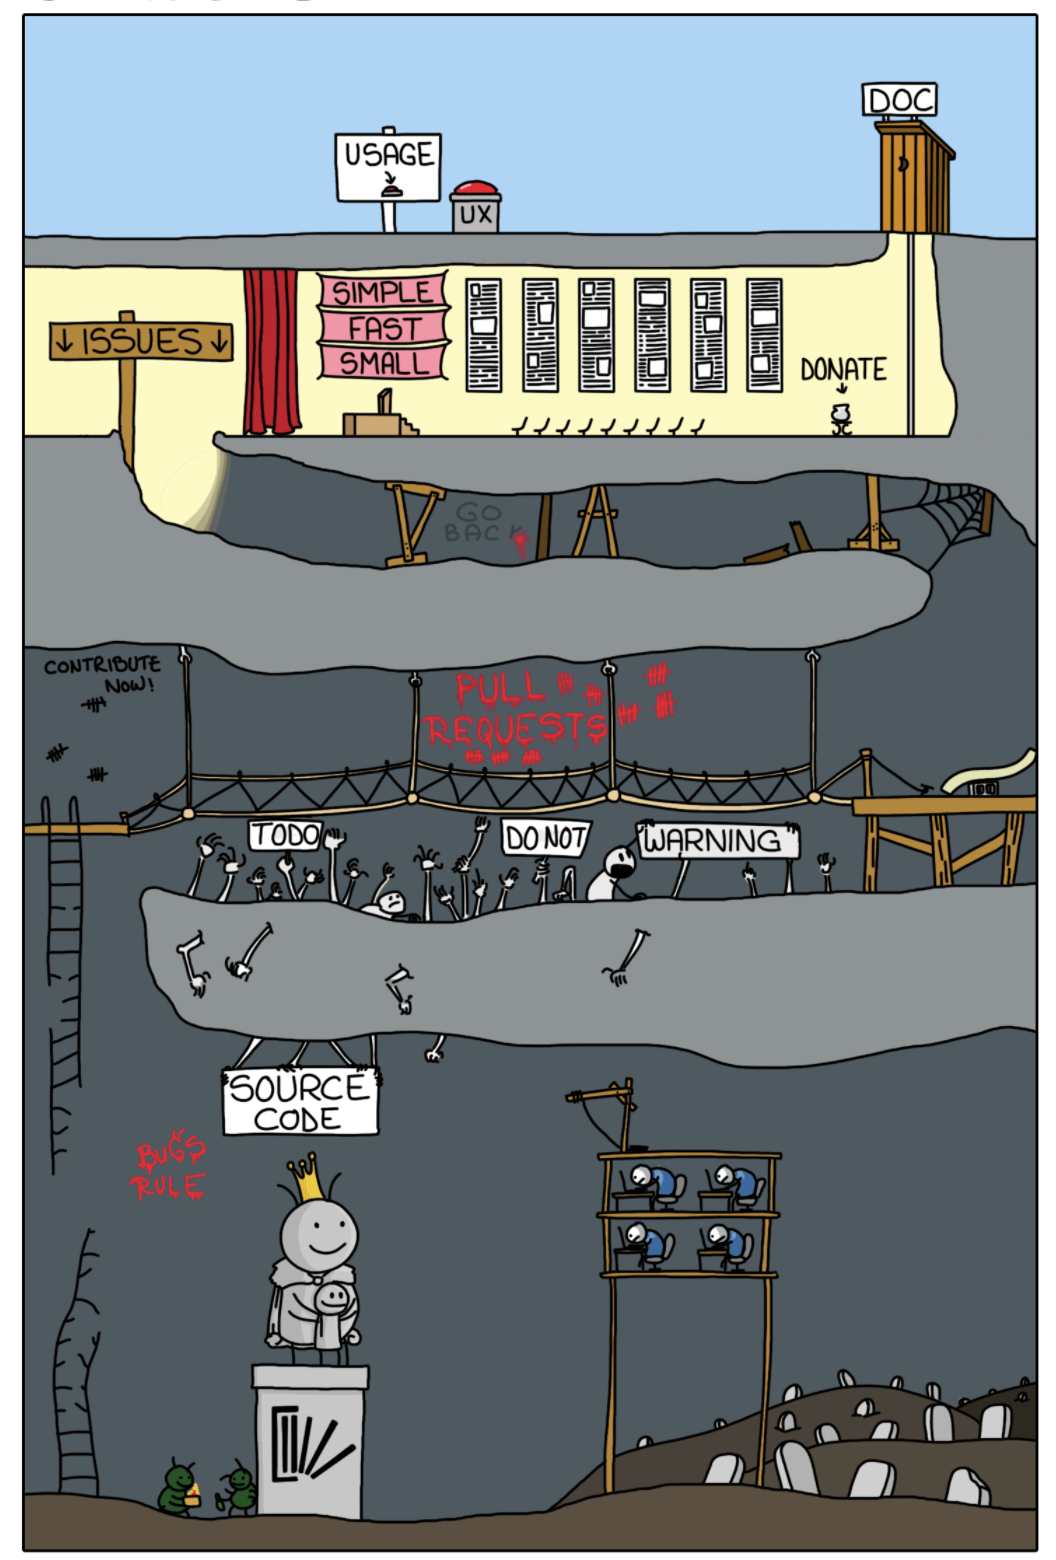 DOC
USAGE
UX
SIMPLE
FAST
SMALL
↓ISSUES↓
DONATE
GO
BACK
CONTRIBUTE
NOW!
PULL
REQUESTS
TODO
DO NOT
WARNING
SOURCE
CODE
BUGS
RULE